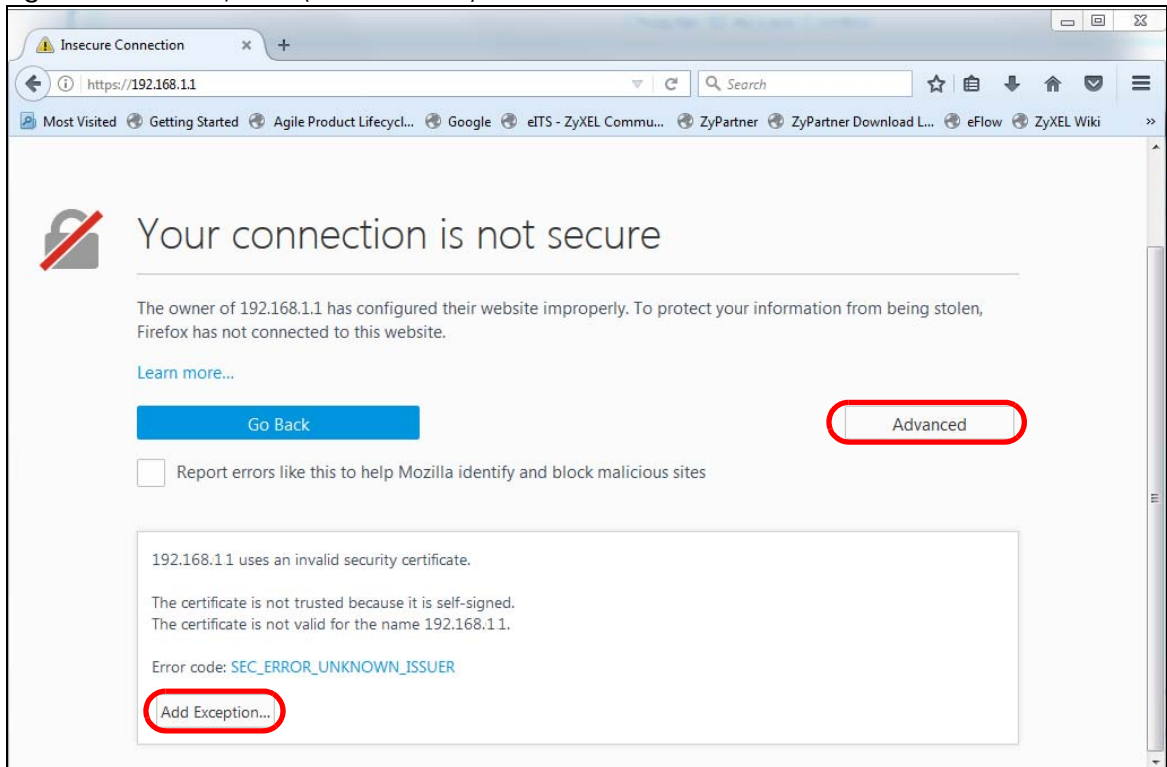 Insecure Connection
https://192.168.1.1
Search
Most Visited
Getting Started
Agile Product Lifecycl...
Google
eITS - ZyXEL Commu...
ZyPartner
ZyPartner Download L...
eFlow
ZyXEL Wiki
Your connection is not secure
The owner of 192.168.1.1 has configured their website improperly. To protect your information from being stolen,
Firefox has not connected to this website.
Learn more...
Go Back
Advanced
Report errors like this to help Mozilla identify and block malicious sites
192.168.1.1 uses an invalid security certificate.
The certificate is not trusted because it is self-signed.
The certificate is not valid for the name 192.168.1.1.
Error code: SEC_ERROR_UNKNOWN_ISSUER
Add Exception...